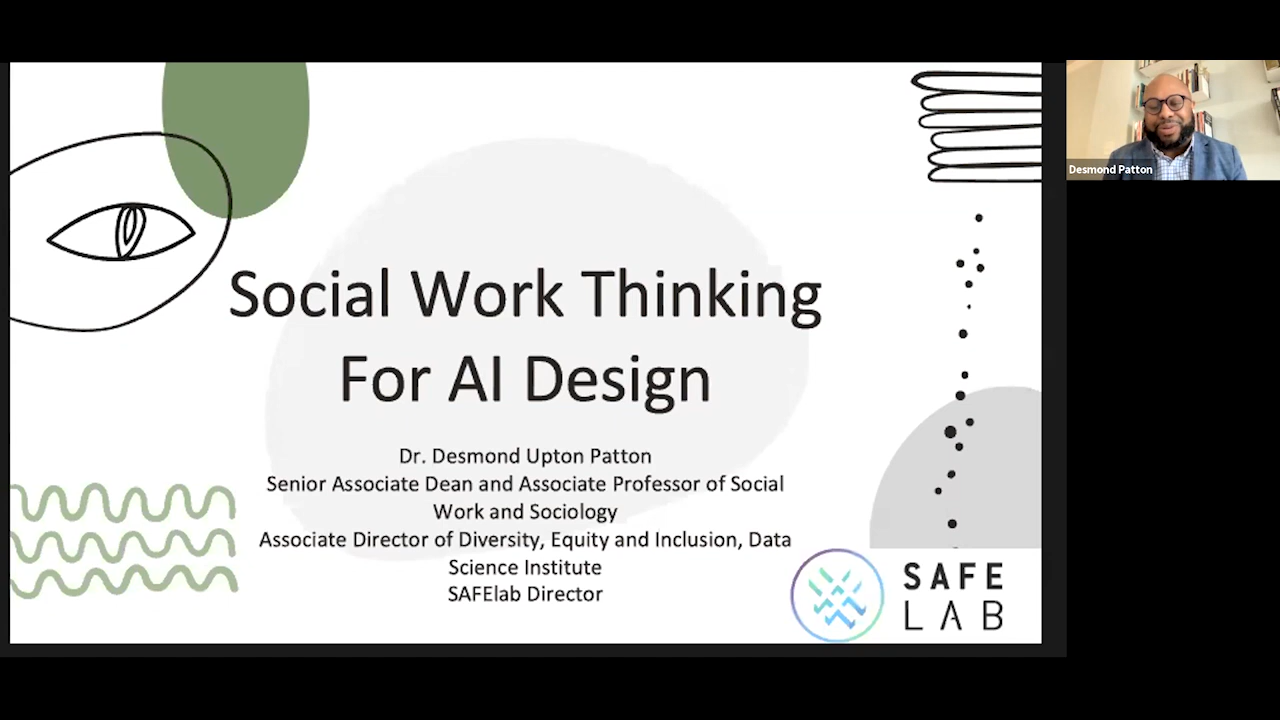 Social Work Thinking
For AI Design
Dr. Desmond Upton Patton
Senior Associate Dean and Associate Professor of Social
Work and Sociology
Associate Director of Diversity, Equity and Inclusion, Data
Science Institute
SAFElab Director
SAFE
LAB
Desmond Patton